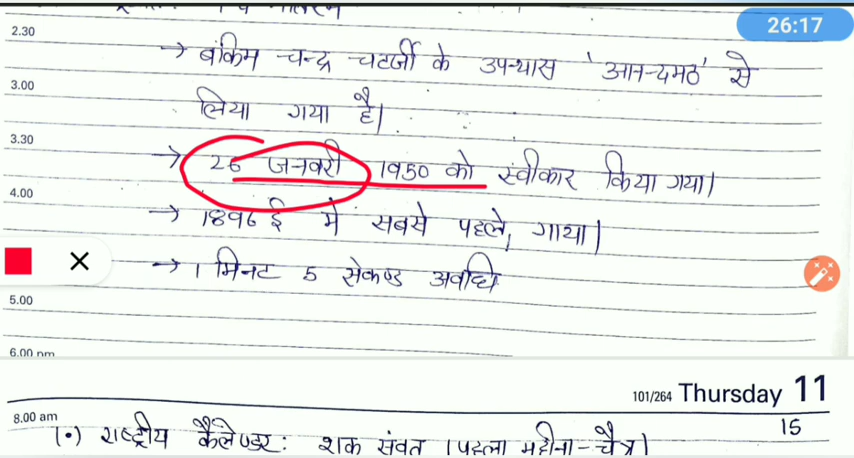 26:17
2.30
→ बंकिम चन्द्र चटर्जी के उपन्यास 'आनन्दमठ' से
3.00
लिया गया है।
3.30
→ 26 जनवरी 1950 को स्वीकार किया गया।
4.00
→ 1896 ई में सबसे पहले, गाया।
→ 1 मिनट 5 सेकण्ड अवधि
5.00
6.00 pm
101/264 Thursday 11
8.00 am
15
(•) राष्ट्रीय कैलेण्डर: शक संवत (पहला महीना-चैत्र)